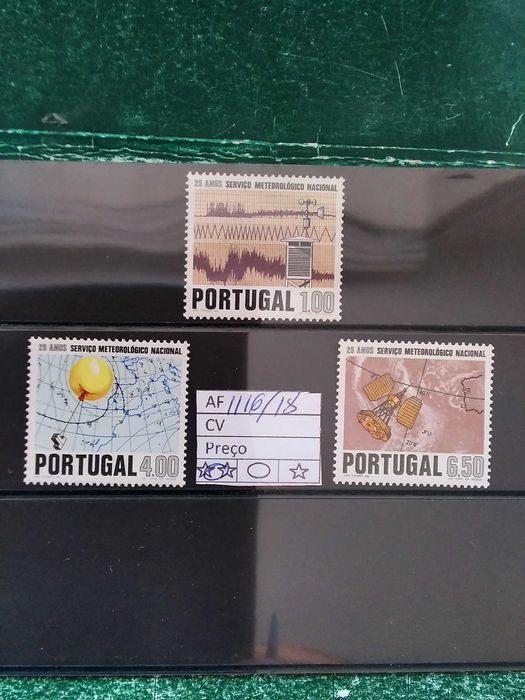 25 ANOS SERVIÇO METEOROLÓGICO NACIONAL
PORTUGAL 1.00
25 ANOS SERVIÇO METEOROLÓGICO NACIONAL
PORTUGAL 4.00
AF 1116/18
CV
Preço
25 ANOS SERVIÇO METEOROLÓGICO NACIONAL
20W
PORTUGAL 6.50